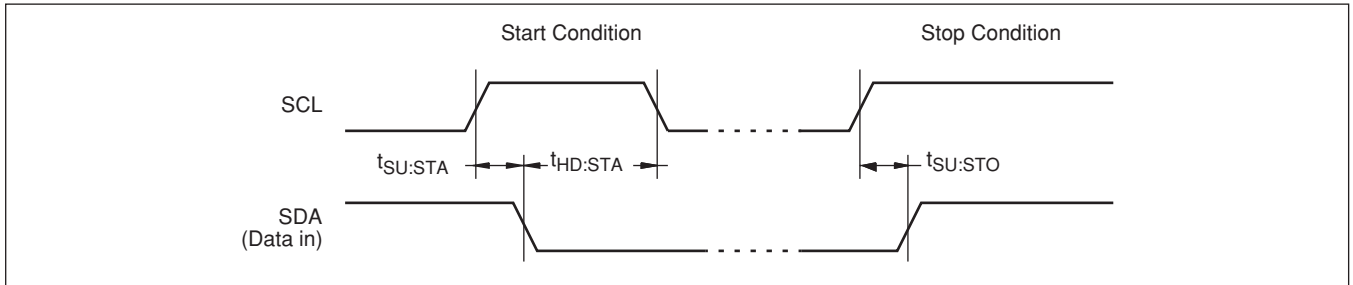 Start Condition
Stop Condition
SCL
tSU:STA
tHD:STA
tSU:STO
SDA
(Data in)